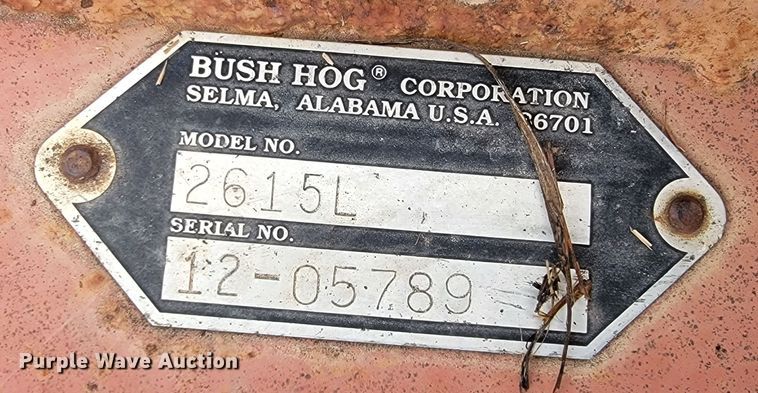 BUSH HOG® CORPORATION
SELMA, ALABAMA U.S.A.
MODEL NO.
2615L
SERIAL NO.
12-05789
Purple Wave Auction